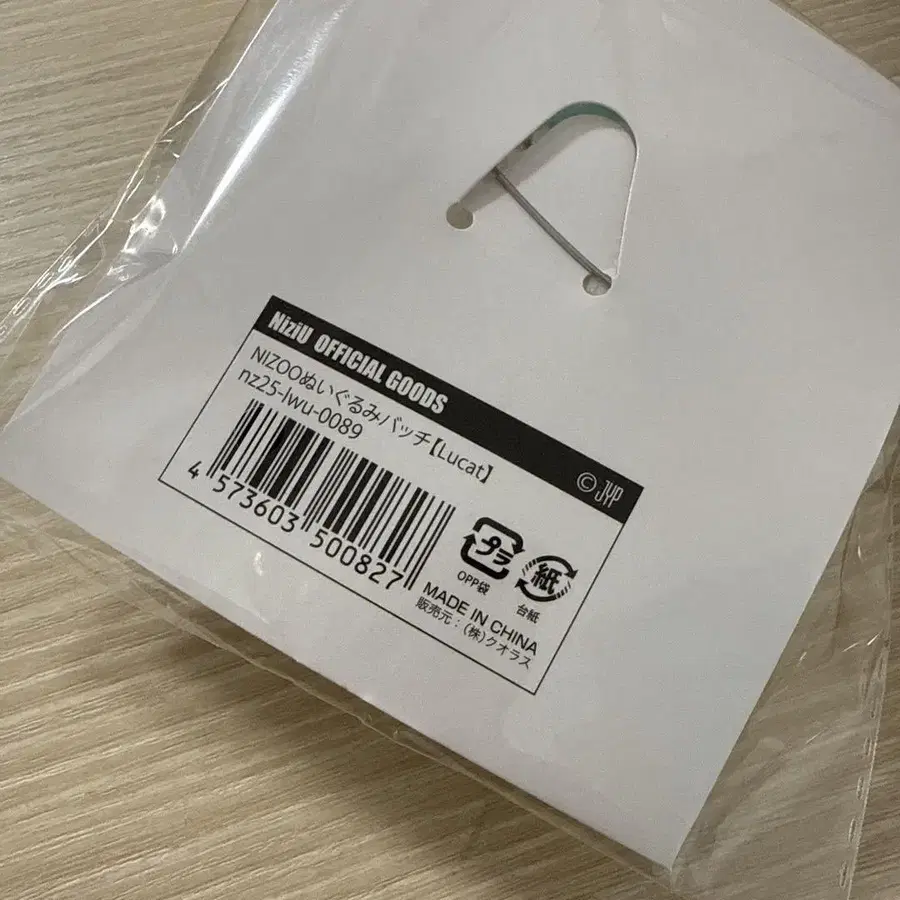 NiziU OFFICIAL GOODS
© JYP
NIZOOぬいぐるみバッチ【Lucat】
nz25-lwu-0089
4 573603 500827
プラ
OPP袋
紙
台紙
MADE IN CHINA
販売元：(株)クオラス